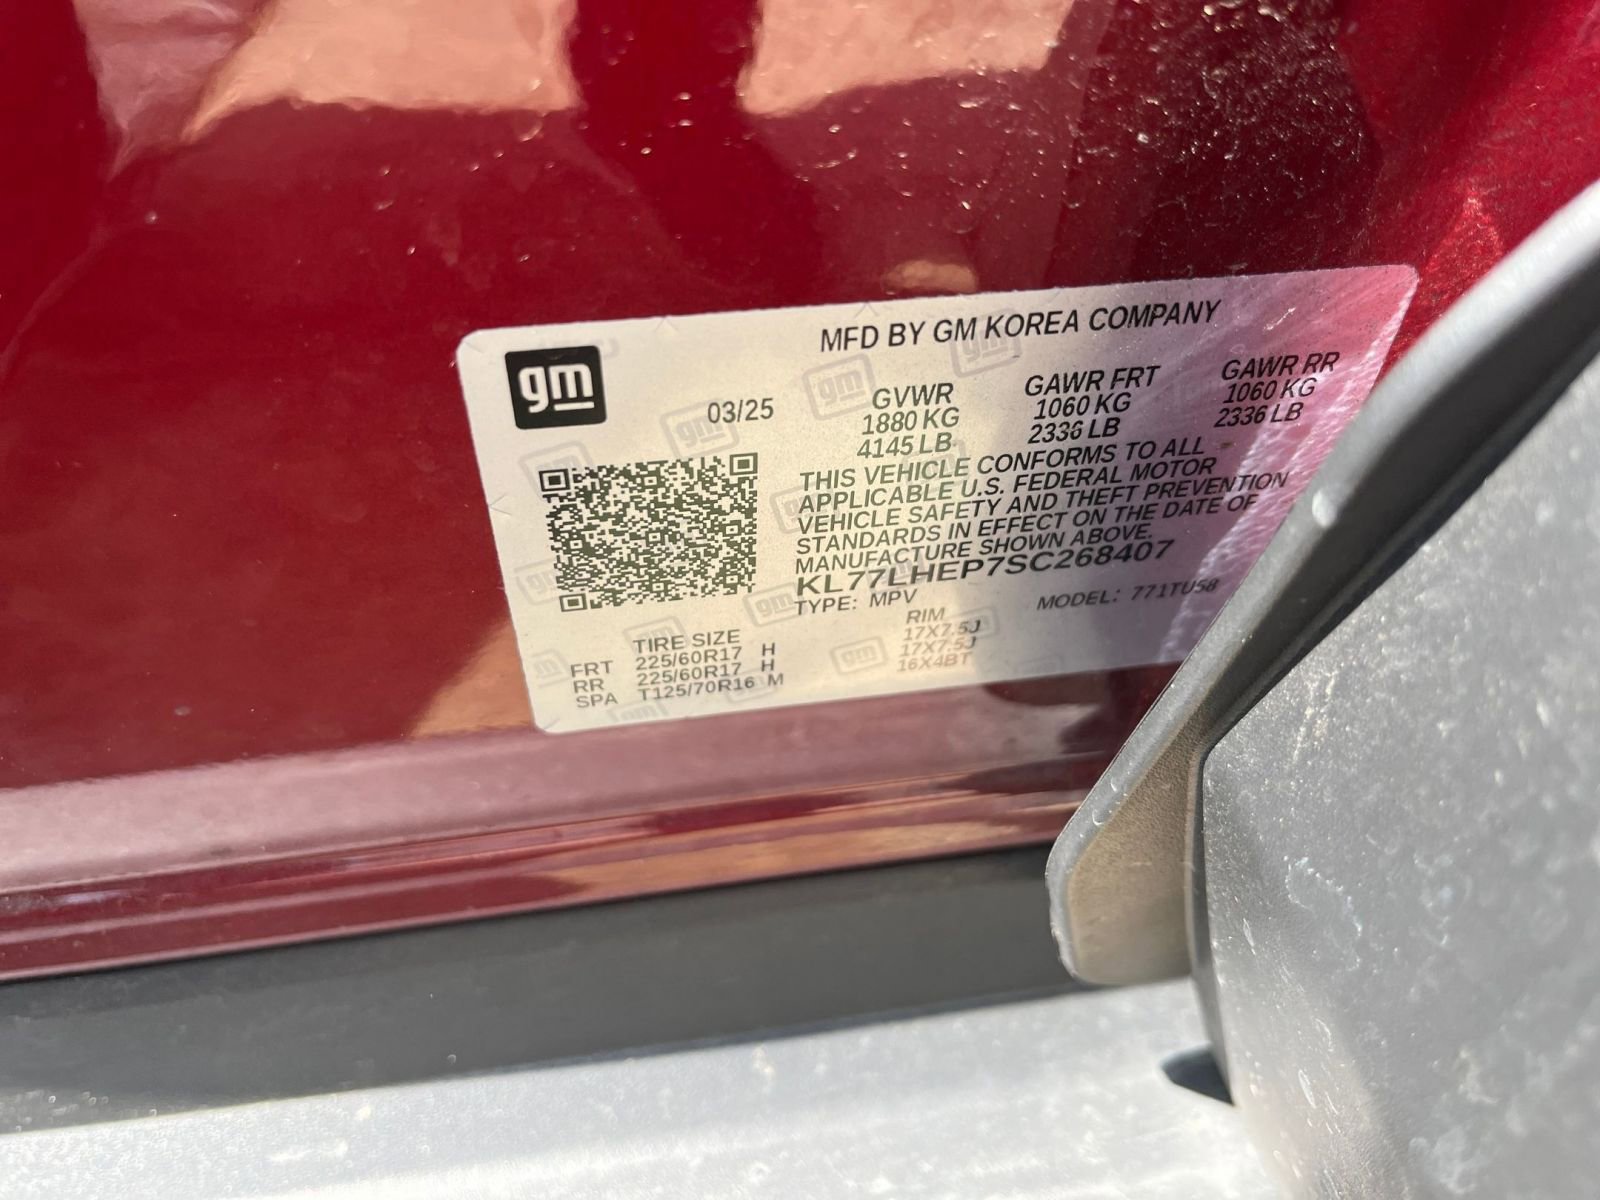 MFD BY GM KOREA COMPANY
gm
03/25
GVWR GAWR FRT GAWR RR
1880 KG 1060 KG 1060 KG
4145 LB 2336 LB 2336 LB
THIS VEHICLE CONFORMS TO ALL
APPLICABLE U.S. FEDERAL MOTOR
VEHICLE SAFETY AND THEFT PREVENTION
STANDARDS IN EFFECT ON THE DATE OF
MANUFACTURE SHOWN ABOVE.
KL77LHEP7SC268407
TYPE: MPV MODEL: 771TU58
TIRE SIZE RIM
FRT 225/60R17 H 17X7.5J
RR 225/60R17 H 17X7.5J
SPA T125/70R16 M 16X4BT